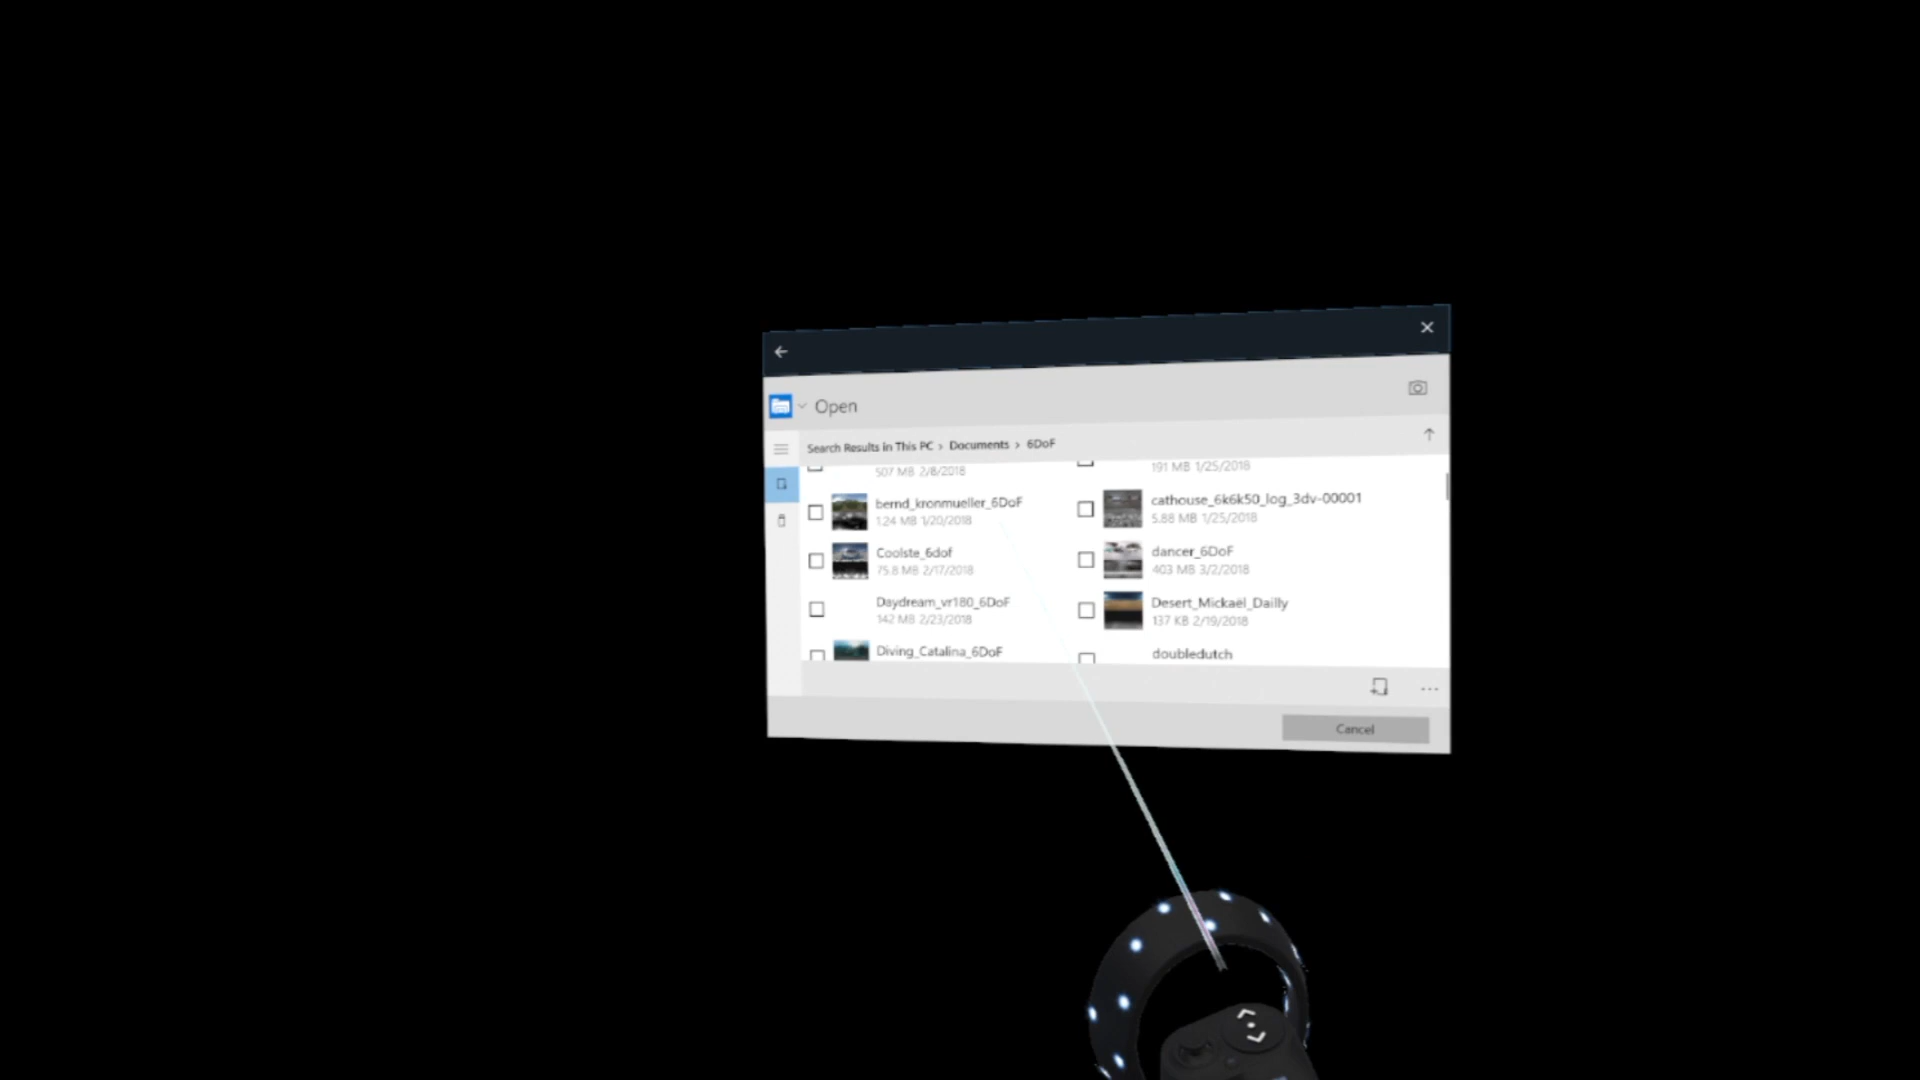 Open
Search Results in This PC > Documents > 6DoF
507 MB 2/8/2018
191 MB 1/25/2018
bernd_kronmueller_6DoF
1.24 MB 1/20/2018
cathouse_6k6k50_log_3dv-00001
5.88 MB 1/25/2018
Coolste_6dof
75.8 MB 2/17/2018
dancer_6DoF
403 MB 3/2/2018
Daydream_vr180_6DoF
142 MB 2/23/2018
Desert_Mickaël_Dailly
137 KB 2/19/2018
Diving_Catalina_6DoF
doubledutch
Cancel